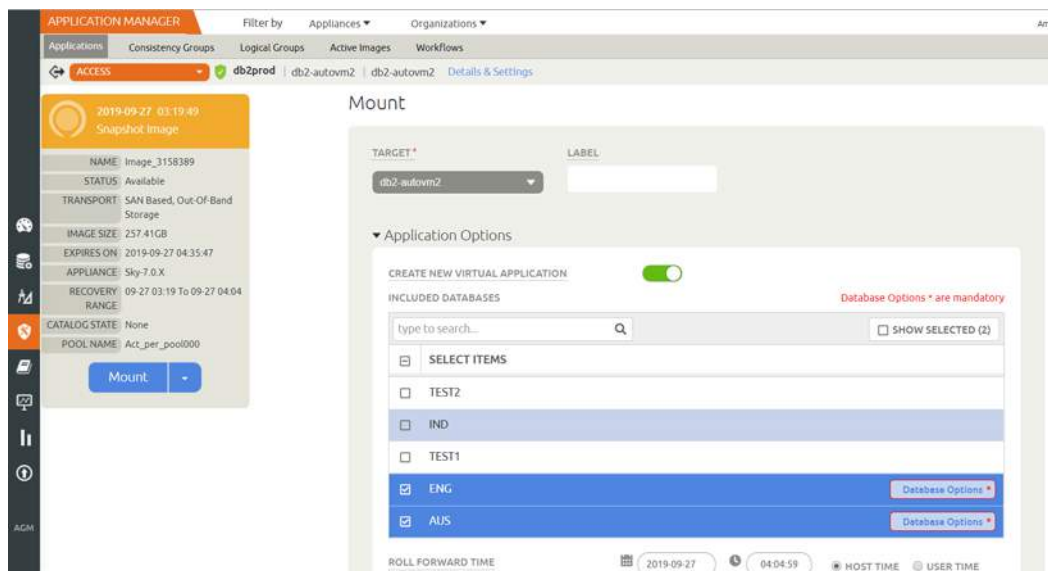 APPLICATION MANAGER
Filter by
Appliances
Organizations
Applications
Consistency Groups
Logical Groups
Active Images
Workflows
ACCESS
db2prod
db2-autovm2
db2-autovm2
Details & Settings
2019-09-27 03:19:49
Snapshot Image
NAME Image_3158389
STATUS Available
TRANSPORT SAN Based, Out-Of-Band
Storage
IMAGE SIZE 257.41GB
EXPIRES ON 2019-09-27 04:35:47
APPLIANCE Sky-7.0.X
RECOVERY 09-27 03:19 To 09-27 04:04
RANGE
CATALOG STATE None
POOL NAME Act_per_pool000
Mount
AGM
Mount
TARGET*
LABEL
db2-autovm2
Application Options
CREATE NEW VIRTUAL APPLICATION
INCLUDED DATABASES
Database Options * are mandatory
type to search...
SHOW SELECTED (2)
SELECT ITEMS
TEST2
IND
TEST1
ENG
Database Options *
AUS
Database Options *
ROLL FORWARD TIME
2019-09-27
04:04:59
HOST TIME
USER TIME